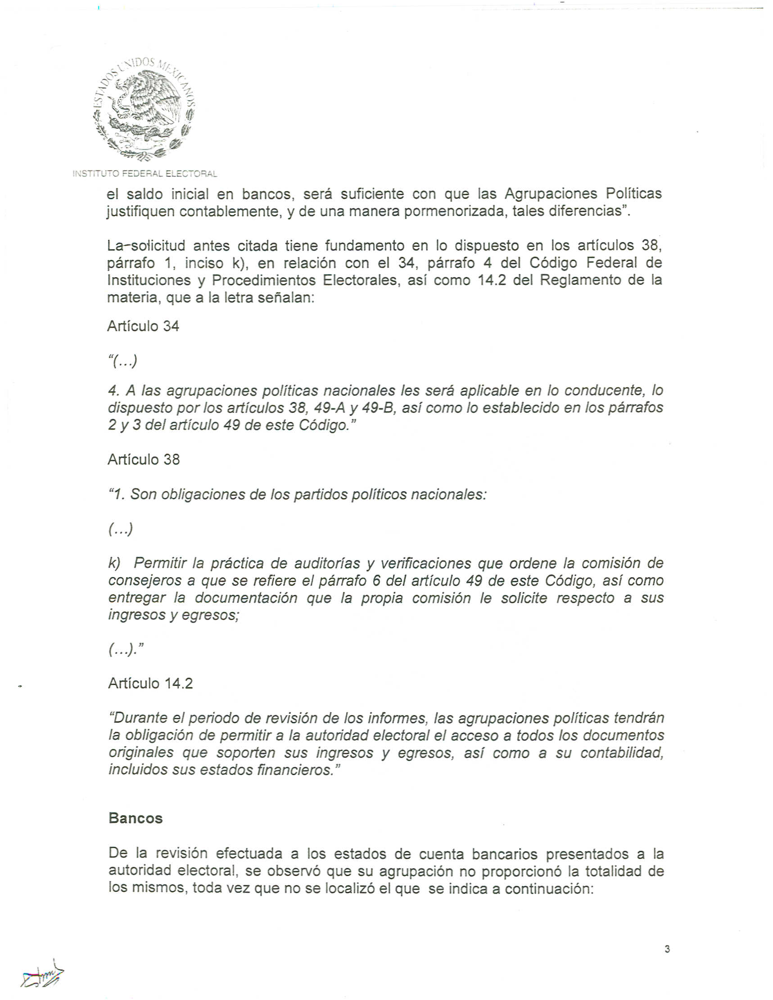 ESTADOS UNIDOS MEXICANOS
INSTITUTO FEDERAL ELECTORAL
el saldo inicial en bancos, será suficiente con que las Agrupaciones Políticas
justifiquen contablemente, y de una manera pormenorizada, tales diferencias”.
La solicitud antes citada tiene fundamento en lo dispuesto en los artículos 38,
párrafo 1, inciso k), en relación con el 34, párrafo 4 del Código Federal de
Instituciones y Procedimientos Electorales, así como 14.2 del Reglamento de la
materia, que a la letra señalan:
Artículo 34
“(...)
4. A las agrupaciones políticas nacionales les será aplicable en lo conducente, lo
dispuesto por los artículos 38, 49-A y 49-B, así como lo establecido en los párrafos
2 y 3 del artículo 49 de este Código.”
Artículo 38
“1. Son obligaciones de los partidos políticos nacionales:
(...)
k) Permitir la práctica de auditorías y verificaciones que ordene la comisión de
consejeros a que se refiere el párrafo 6 del artículo 49 de este Código, así como
entregar la documentación que la propia comisión le solicite respecto a sus
ingresos y egresos;
(...).”
Artículo 14.2
“Durante el periodo de revisión de los informes, las agrupaciones políticas tendrán
la obligación de permitir a la autoridad electoral el acceso a todos los documentos
originales que soporten sus ingresos y egresos, así como a su contabilidad,
incluidos sus estados financieros.”
Bancos
De la revisión efectuada a los estados de cuenta bancarios presentados a la
autoridad electoral, se observó que su agrupación no proporcionó la totalidad de
los mismos, toda vez que no se localizó el que se indica a continuación:
3